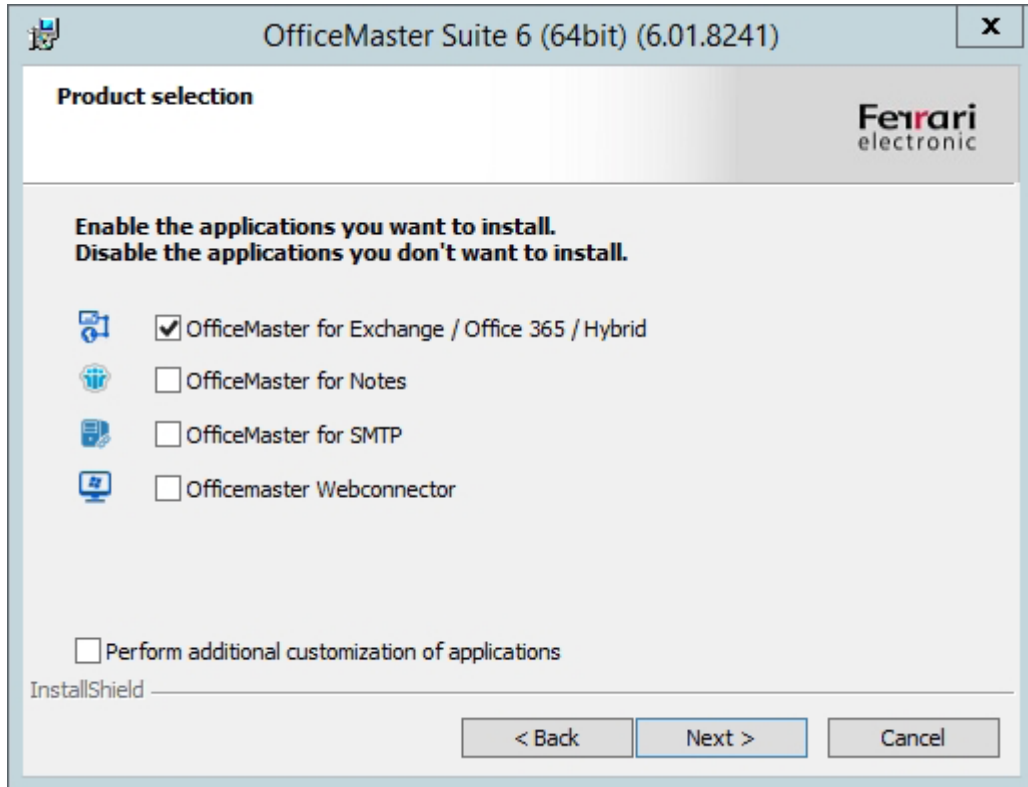 OfficeMaster Suite 6 (64bit) (6.01.8241)
x
Product selection
Ferrari
electronic
Enable the applications you want to install.
Disable the applications you don't want to install.
OfficeMaster for Exchange / Office 365 / Hybrid
OfficeMaster for Notes
OfficeMaster for SMTP
Officemaster Webconnector
Perform additional customization of applications
InstallShield
< Back Next > Cancel